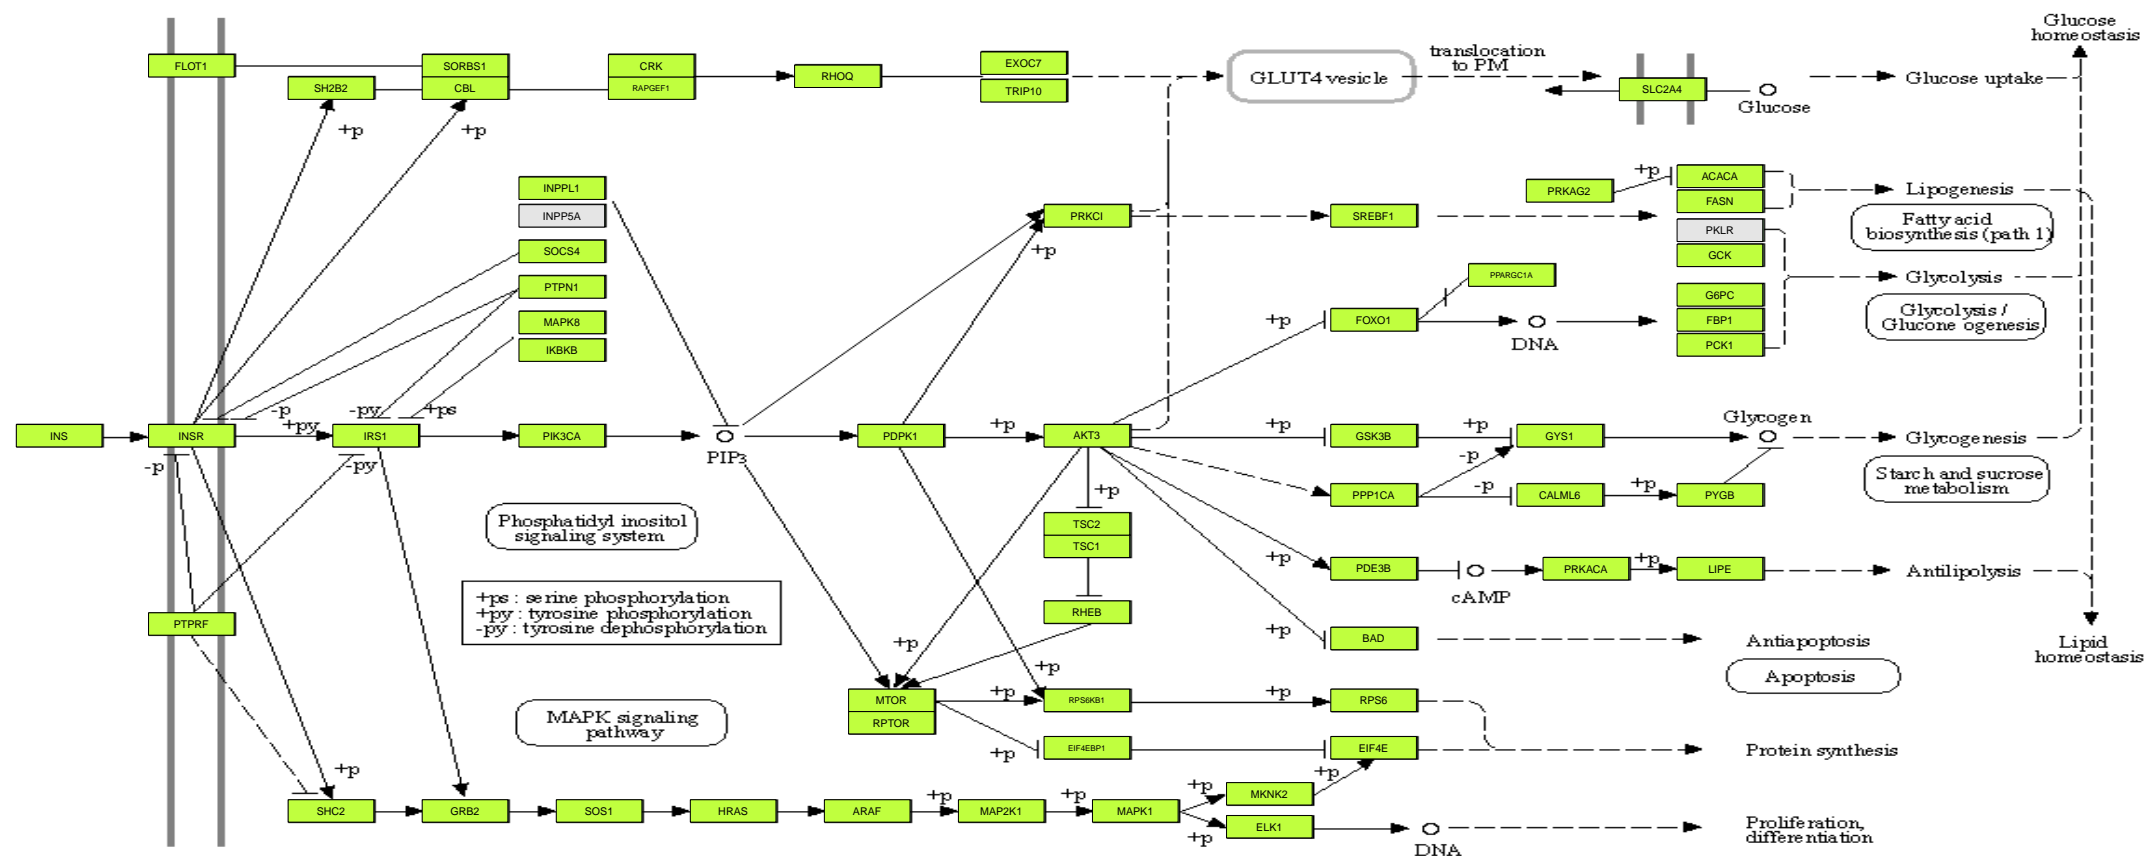 Glucose
homeostasis
FLOT1
SORBS1
CRK
EXOC7
translocation
to PM
RHOQ
GLUT4 vesicle
Glucose uptake
SH2B2
CBL
RAPGEF1
TRIP10
SLC2A4
Glucose
+p
+p
INPPL1
PRKAG2
+p
ACACA
Lipogenesis
FASN
INPP5A
PRKCI
SREBF1
Fatty acid
biosynthesis (path 1)
PKLR
SOCS4
+p
GCK
PPARGC1A
Glycolysis
PTPN1
G6PC
Glycolysis /
Glucone ogenesis
MAPK8
+p
FOXO1
DNA
FBP1
IKBKB
PCK1
-p
-py
+ps
+py
+p
+p
+p
Glycogen
INS
INSR
IRS1
PIK3CA
PIP3
PDPK1
AKT3
GSK3B
GYS1
Glycogenesis
-p
-py
-p
Starch and sucrose
metabolism
+p
PPP1CA
-p
CALML6
+p
PYGB
Phosphatidyl inositol
signaling system
TSC2
TSC1
+p
PDE3B
cAMP
PRKACA
+p
LIPE
Antilipolysis
+ps : serine phosphorylation
+py : tyrosine phosphorylation
-py : tyrosine dephosphorylation
PTPRF
RHEB
+p
+p
BAD
Antiapoptosis
Lipid
homeostasis
+p
Apoptosis
MTOR
+p
RPS6KB1
+p
RPS6
RPTOR
MAPK signaling
pathway
+p
EIF4EBP1
EIF4E
Protein synthesis
+p
+p
+p
MKNK2
+p
+p
SHC2
GRB2
SOS1
HRAS
ARAF
MAP2K1
MAPK1
+p
ELK1
DNA
Proliferation,
differentiation